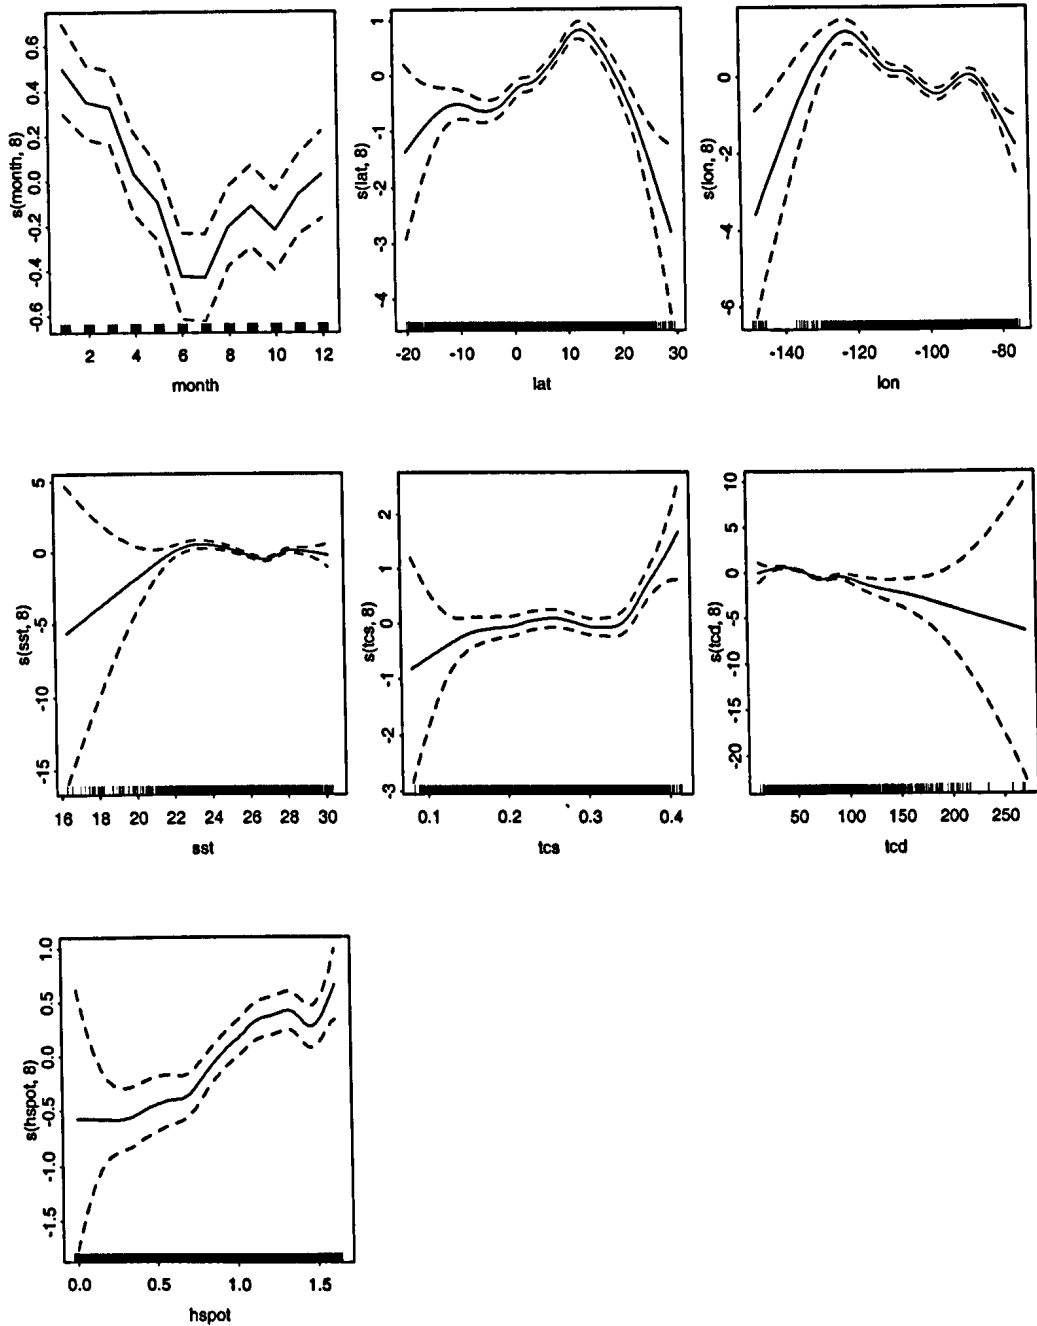 s(month, 8)
0.6
0.4
0.2
0.0
-0.2
-0.4
-0.6
2 4 6 8 10 12
month
s(lat, 8)
1
0
-1
-2
-3
-4
-20 -10 0 10 20 30
lat
s(lon, 8)
0
-2
-4
-6
-140 -120 -100 -80
lon
s(sst, 8)
5
0
-5
-10
-15
16 18 20 22 24 26 28 30
sst
s(tcs, 8)
2
1
0
-1
-2
-3
0.1 0.2 0.3 0.4
tcs
s(tcd, 8)
10
5
0
-5
-10
-15
-20
50 100 150 200 250
tcd
s(hspot, 8)
1.0
0.5
0.0
-0.5
-1.0
-1.5
0.0 0.5 1.0 1.5
hspot